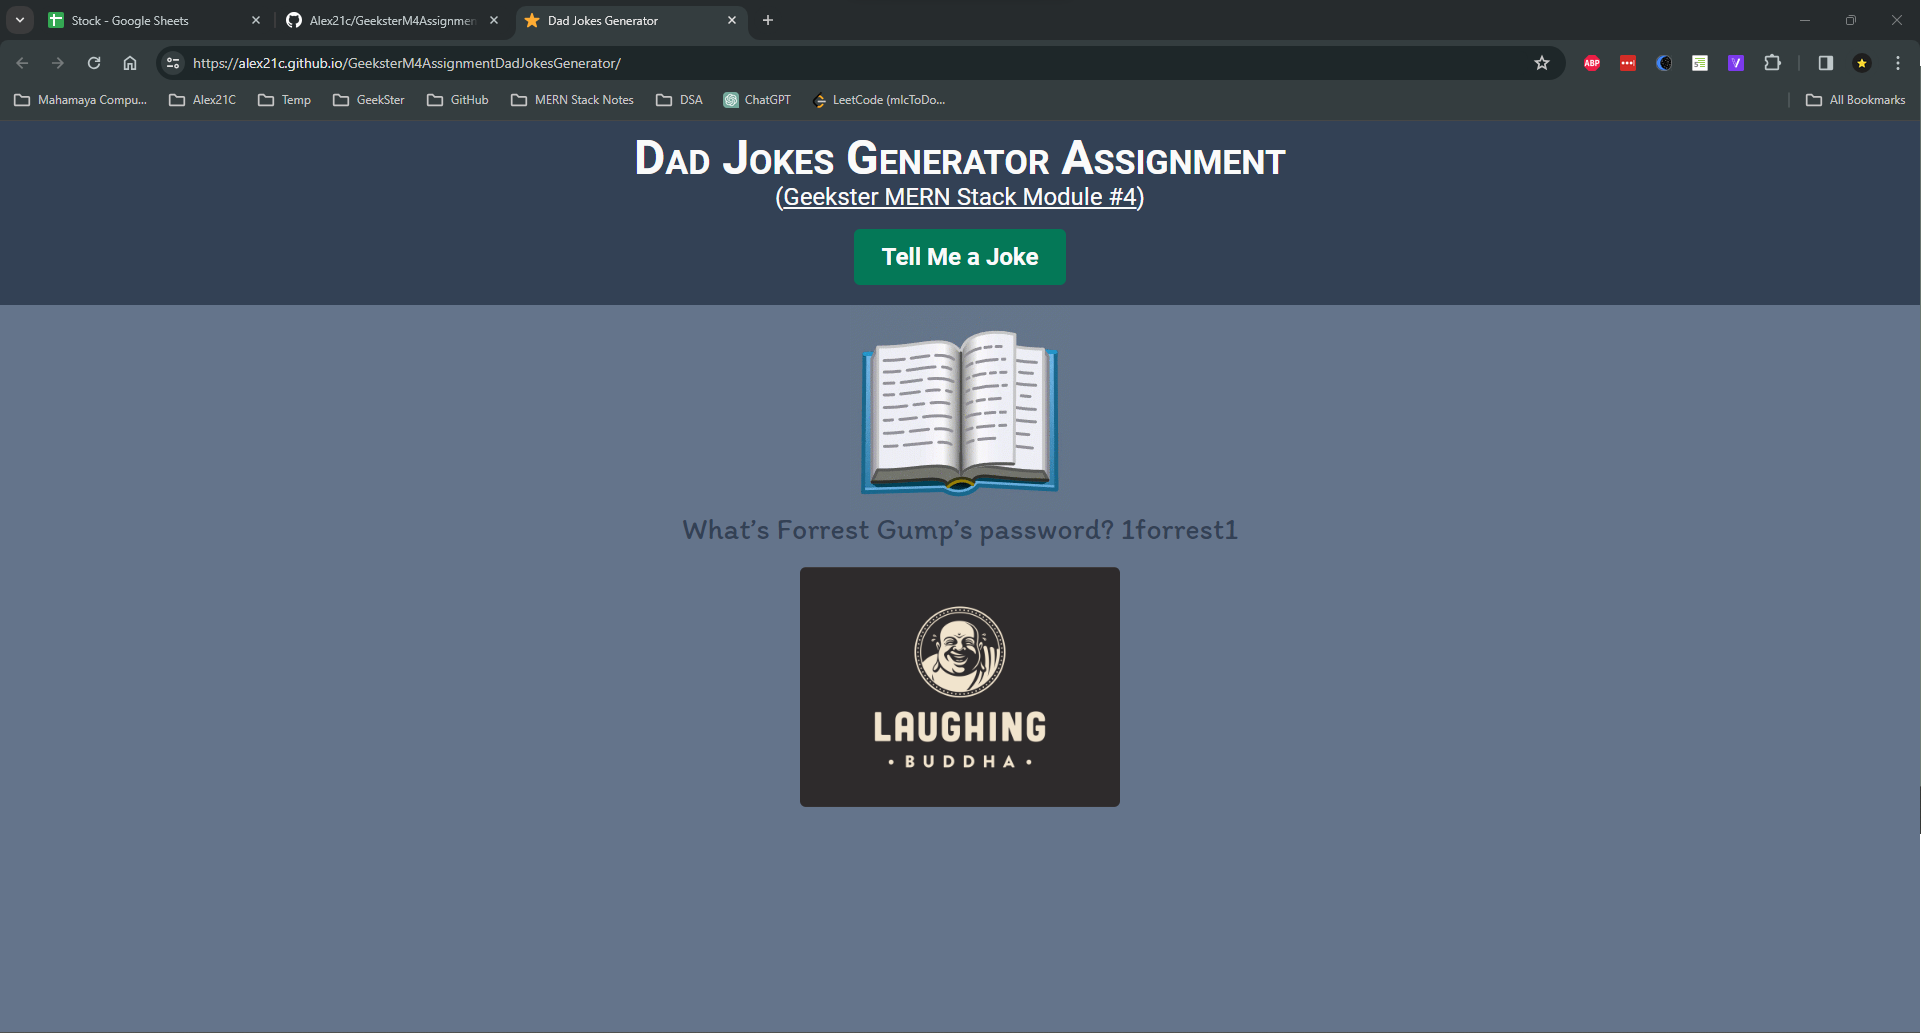 Stock - Google Sheets
Alex21c/GeeksterM4Assignmen
Dad Jokes Generator
https://alex21c.github.io/GeeksterM4AssignmentDadJokesGenerator/
ABP
Mahamaya Compu...
Alex21C
Temp
GeekSter
GitHub
MERN Stack Notes
DSA
ChatGPT
LeetCode (mIcToDo...
All Bookmarks
Dad Jokes Generator Assignment
(Geekster MERN Stack Module #4)
Tell Me a Joke
What’s Forrest Gump’s password? 1forrest1
LAUGHING
• BUDDHA •